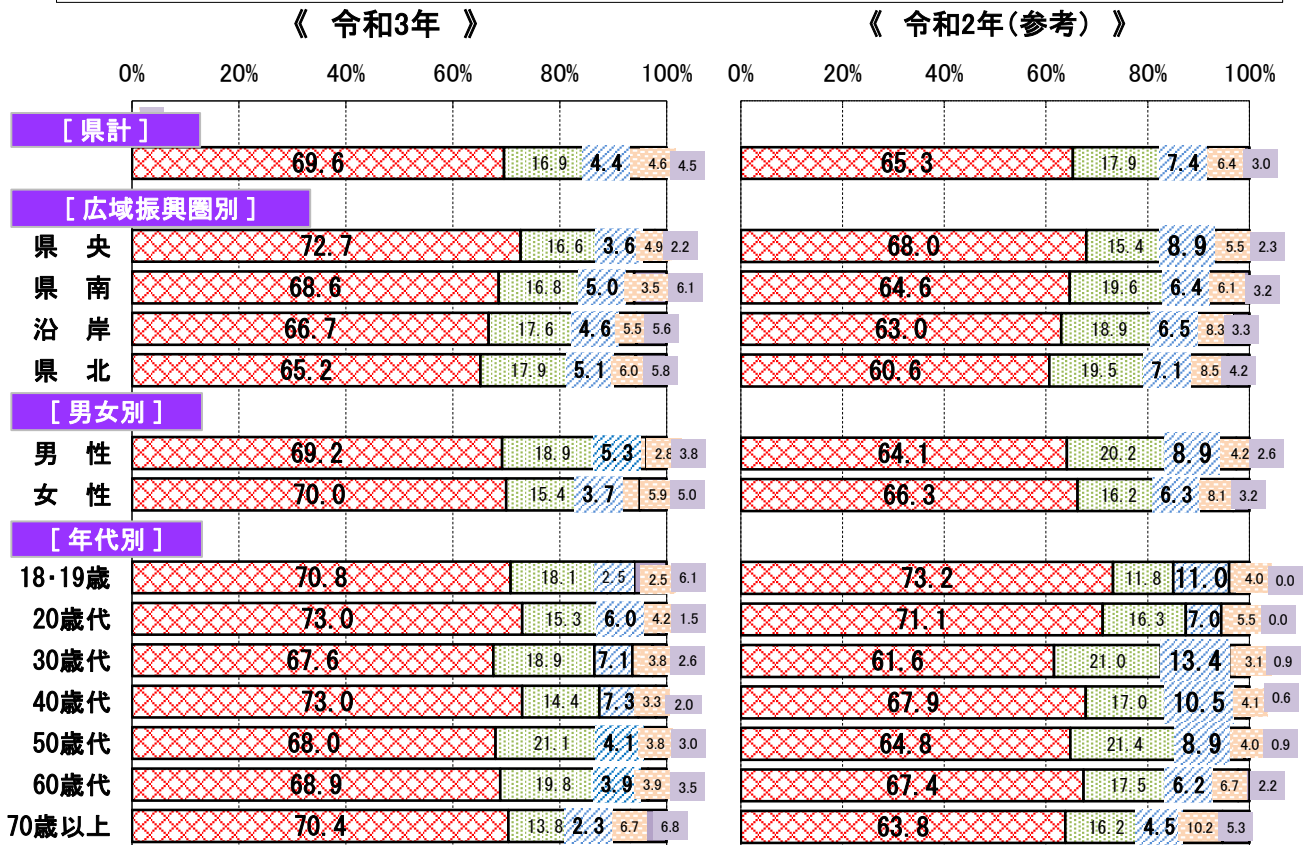 《 令和3年 》 《 令和2年(参考) 》
0% 20% 40% 60% 80% 100% 0% 20% 40% 60% 80% 100%
[ 県計 ]
69.6 16.9 4.4 4.6 4.5 65.3 17.9 7.4 6.4 3.0
[ 広域振興圏別 ]
県 央 72.7 16.6 3.6 4.9 2.2 68.0 15.4 8.9 5.5 2.3
県 南 68.6 16.8 5.0 3.5 6.1 64.6 19.6 6.4 6.1 3.2
沿 岸 66.7 17.6 4.6 5.5 5.6 63.0 18.9 6.5 8.3 3.3
県 北 65.2 17.9 5.1 6.0 5.8 60.6 19.5 7.1 8.5 4.2
[ 男女別 ]
男 性 69.2 18.9 5.3 2.8 3.8 64.1 20.2 8.9 4.2 2.6
女 性 70.0 15.4 3.7 5.9 5.0 66.3 16.2 6.3 8.1 3.2
[ 年代別 ]
18・19歳 70.8 18.1 2.5 2.5 6.1 73.2 11.8 11.0 4.0 0.0
20歳代 73.0 15.3 6.0 4.2 1.5 71.1 16.3 7.0 5.5 0.0
30歳代 67.6 18.9 7.1 3.8 2.6 61.6 21.0 13.4 3.1 0.9
40歳代 73.0 14.4 7.3 3.3 2.0 67.9 17.0 10.5 4.1 0.6
50歳代 68.0 21.1 4.1 3.8 3.0 64.8 21.4 8.9 4.0 0.9
60歳代 68.9 19.8 3.9 3.9 3.5 67.4 17.5 6.2 6.7 2.2
70歳以上 70.4 13.8 2.3 6.7 6.8 63.8 16.2 4.5 10.2 5.3